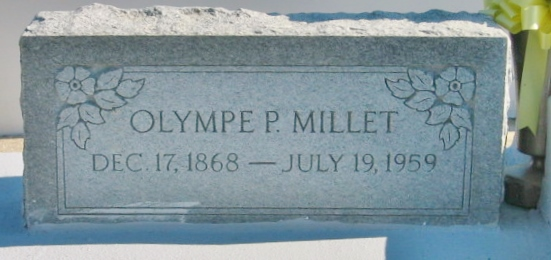 OLYMPE P. MILLET
DEC. 17, 1868 — JULY 19, 1959